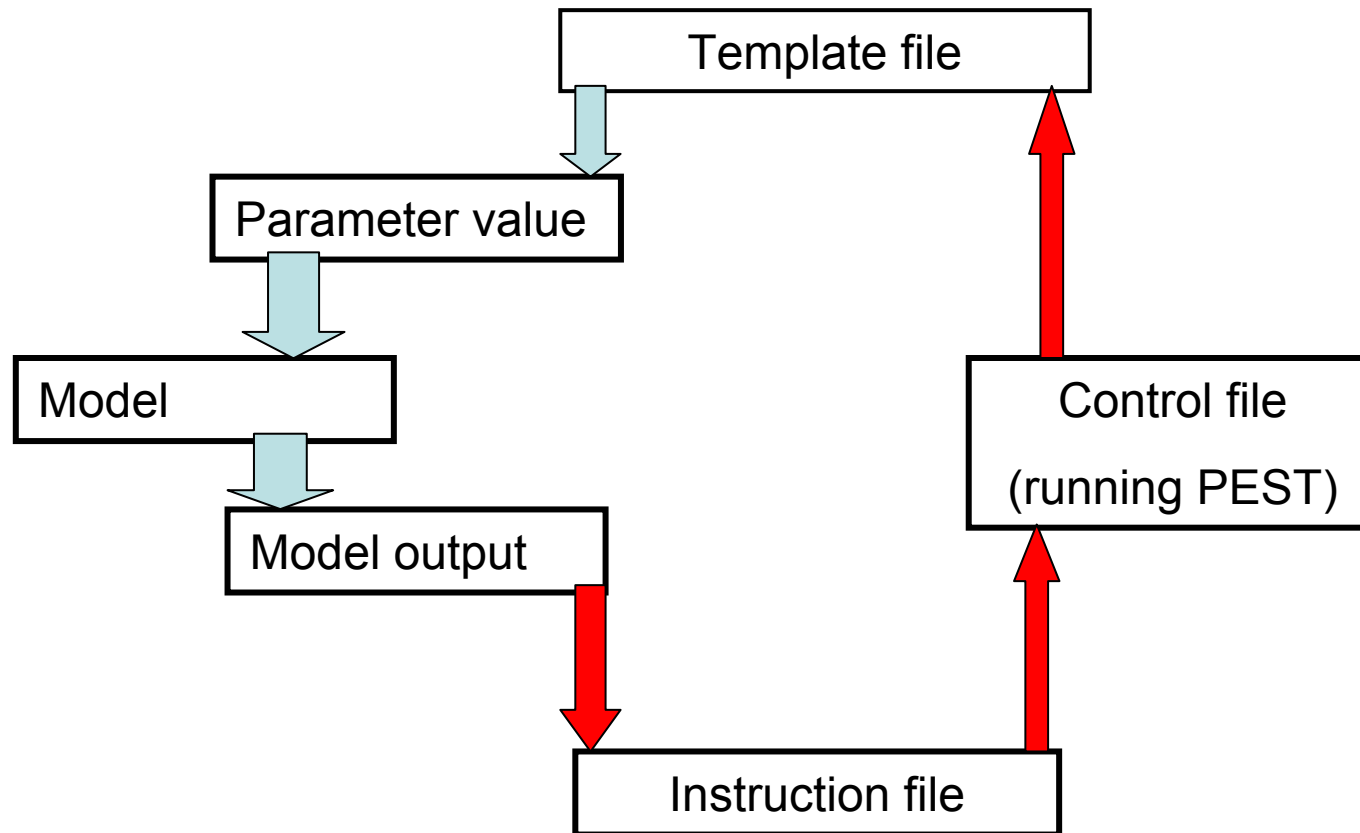 Template file
Parameter value
Model
Control file
(running PEST)
Model output
Instruction file